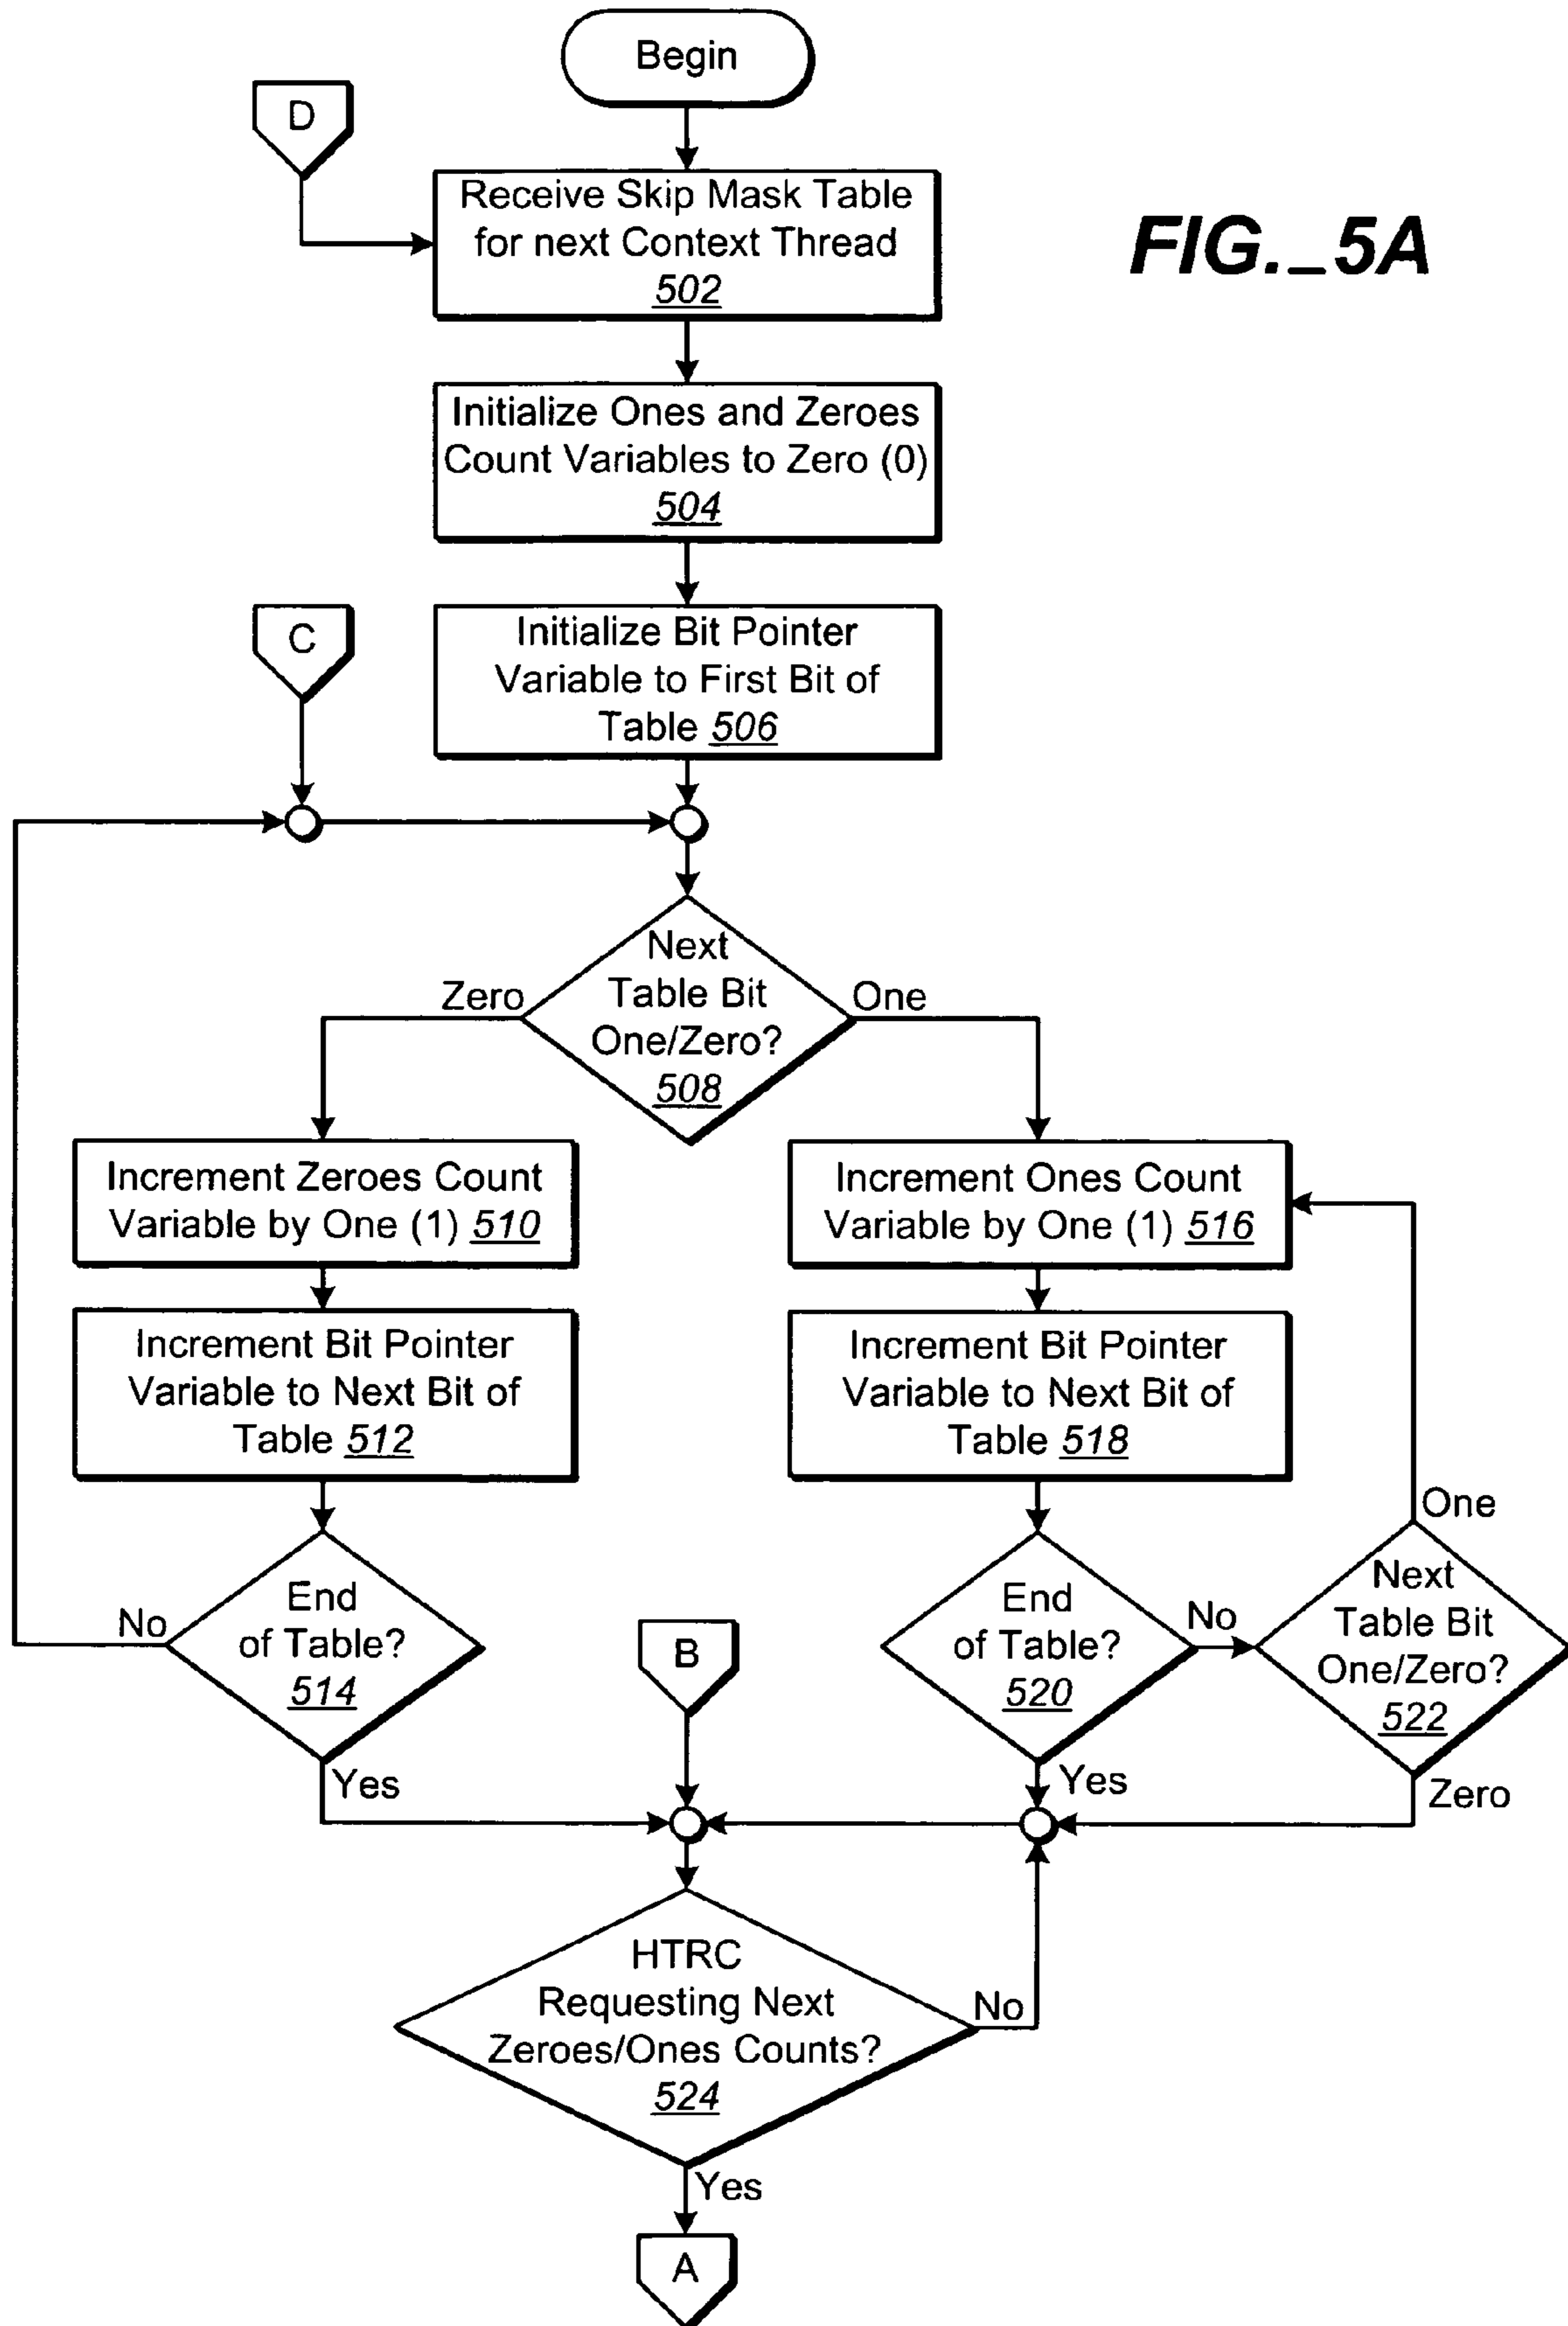 Begin
D
Receive Skip Mask Table
for next Context Thread
502
FIG._5A
Initialize Ones and Zeroes
Count Variables to Zero (0)
504
C
Initialize Bit Pointer
Variable to First Bit of
Table 506
Next
Table Bit
One/Zero?
508
Zero
One
Increment Zeroes Count
Variable by One (1) 510
Increment Ones Count
Variable by One (1) 516
Increment Bit Pointer
Variable to Next Bit of
Table 512
Increment Bit Pointer
Variable to Next Bit of
Table 518
End
of Table?
514
No
Yes
B
End
of Table?
520
No
Yes
Next
Table Bit
One/Zero?
522
One
Zero
HTRC
Requesting Next
Zeroes/Ones Counts?
524
No
Yes
A